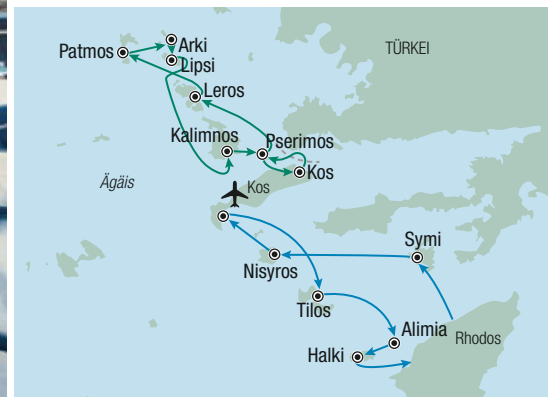 Arki
TÜRKEI
Patmos
Lipsi
Leros
Kalimnos
Pserimos
Kos
Ägäis
Kos
Symi
Nisyros
Tilos
Alimia
Rhodos
Halki